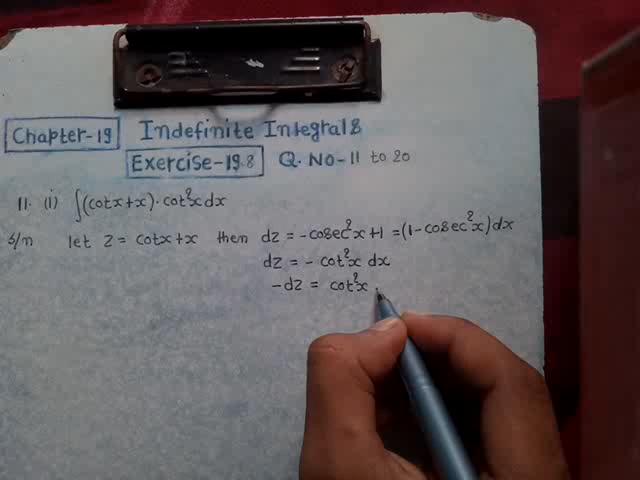 Chapter-19 Indefinite Integrals
Exercise-19.8 Q. NO-11 to 20
11. (i) ∫(cotx+x)·cot²x dx
S/n let z = cotx+x then dz = -cosec²x+1 = (1-cosec²x)dx
dz = - cot²x dx
-dz = cot²x